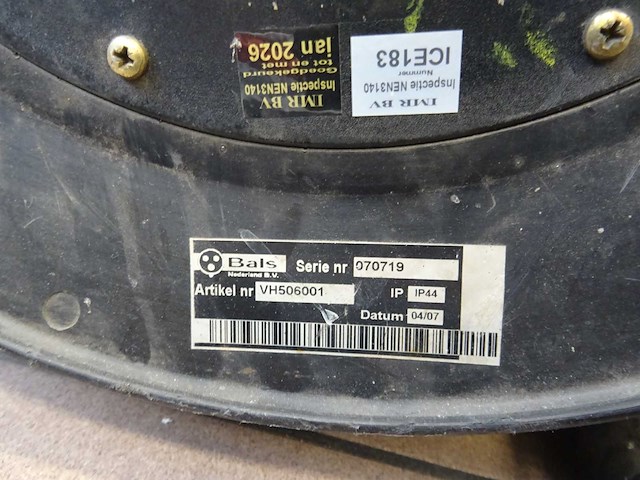 IMR BV
Inspectie NEN3140
Goedgekeurd
tot en met
jan 2026
IMR BV
Inspectie NEN3140
Nummer
ICE183
Bals
Nederland B.V.
Serie nr 070719
Artikel nr VH506001 IP IP44
Datum 04/07